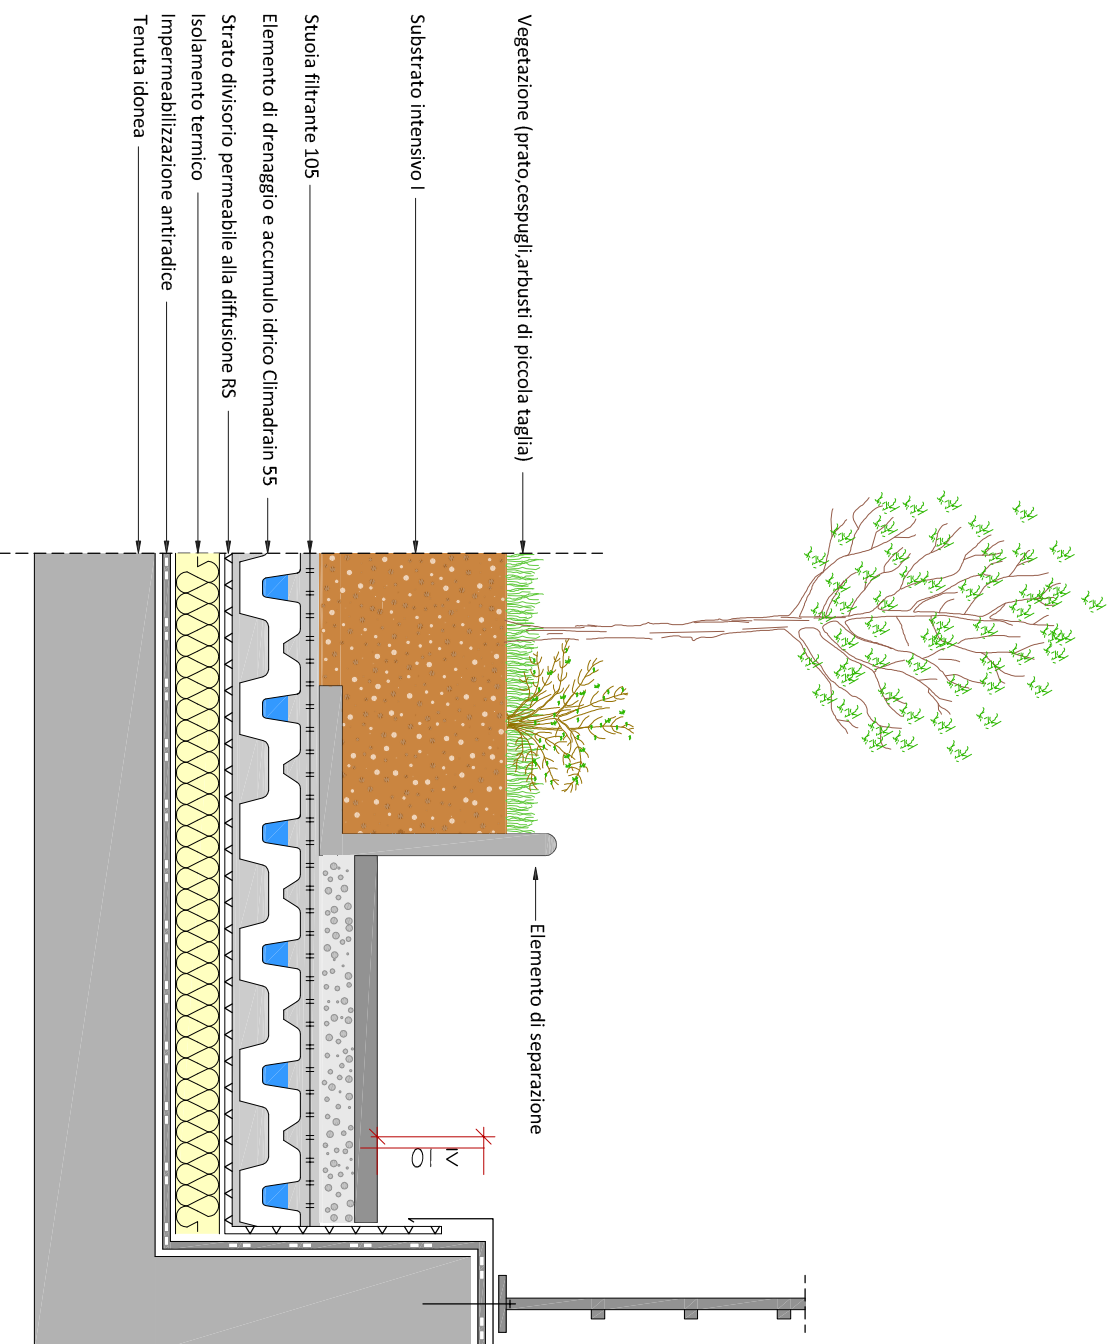 Vegetazione (prato,cespugli,arbusti di piccola taglia)
Substrato intensivo I
Stuoia filtrante 105
Elemento di drenaggio e accumulo idrico Climadrain 55
Strato divisorio permeabile alla diffusione RS
Isolamento termico
Impermeabilizzazione antiradice
Tenuta idonea
Elemento di separazione
≥ 10